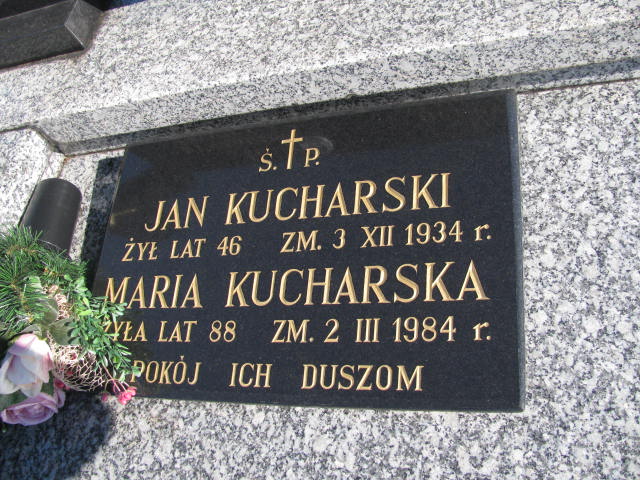 Ś. P.
JAN KUCHARSKI
ŻYŁ LAT 46 ZM. 3 XII 1934 r.
MARIA KUCHARSKA
ŻYŁA LAT 88 ZM. 2 III 1984 r.
POKÓJ ICH DUSZOM